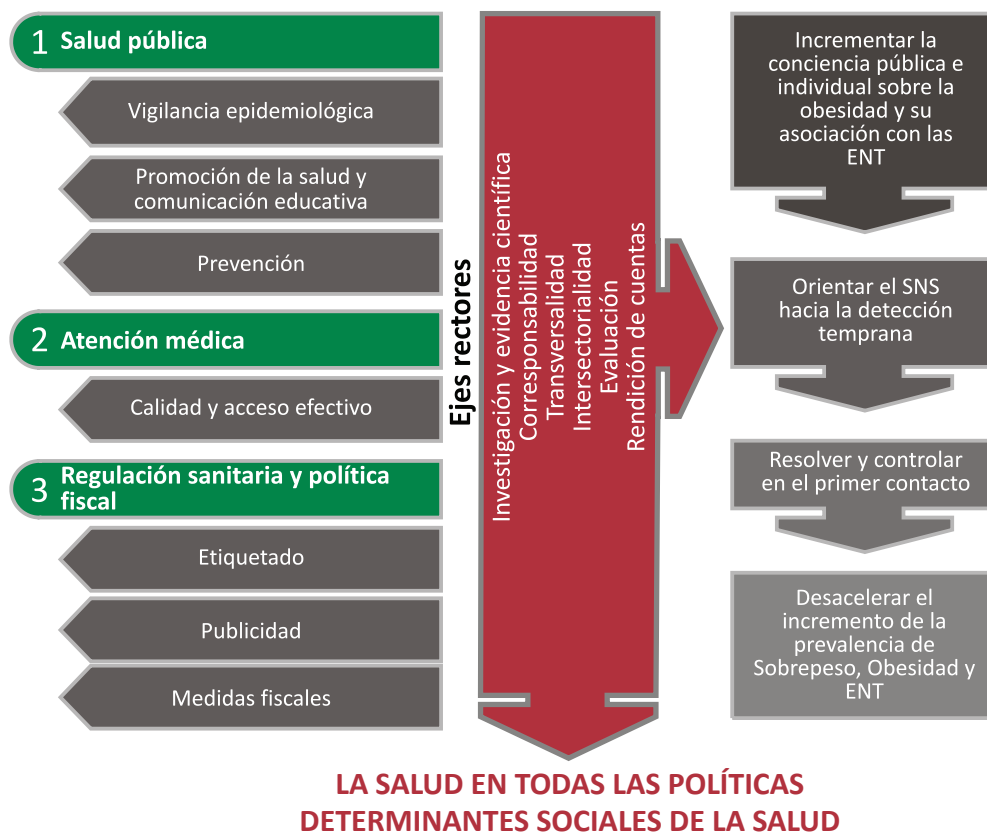 1 Salud pública
Vigilancia epidemiológica
Promoción de la salud y
comunicación educativa
Prevención
2 Atención médica
Calidad y acceso efectivo
3 Regulación sanitaria y política
fiscal
Etiquetado
Publicidad
Medidas fiscales
Ejes rectores
Investigación y evidencia científica
Corresponsabilidad
Transversalidad
Intersectorialidad
Evaluación
Rendición de cuentas
Incrementar la
conciencia pública e
individual sobre la
obesidad y su
asociación con las
ENT
Orientar el SNS
hacia la detección
temprana
Resolver y controlar
en el primer contacto
Desacelerar el
incremento de la
prevalencia de
Sobrepeso, Obesidad y
ENT
LA SALUD EN TODAS LAS POLÍTICAS
DETERMINANTES SOCIALES DE LA SALUD